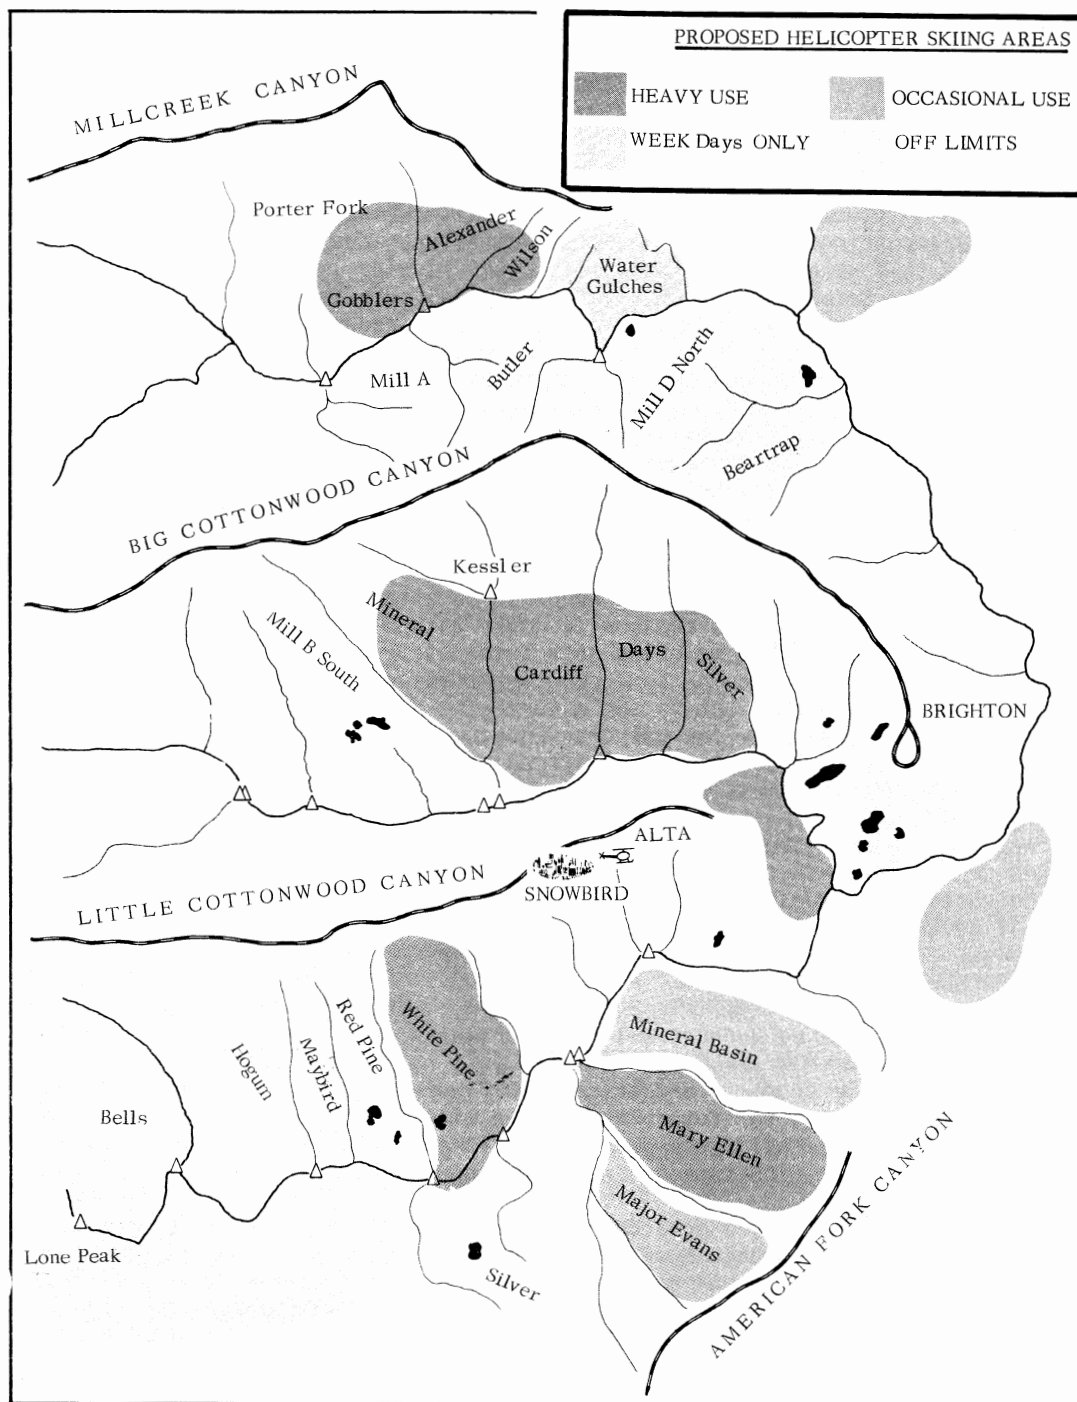 PROPOSED HELICOPTER SKIING AREAS
HEAVY USE
OCCASIONAL USE
WEEK Days ONLY
OFF LIMITS
MILLCREEK CANYON
Porter Fork
Alexander
Wilson
Water
Gulches
Gobblers
Mill A
Butler
Mill D North
Beartrap
BIG COTTONWOOD CANYON
Kessler
Mineral
Mill B South
Cardiff
Days
Silver
BRIGHTON
ALTA
SNOWBIRD
LITTLE COTTONWOOD CANYON
White Pine
Red Pine
Maybird
Hogum
Bells
Mineral Basin
Mary Ellen
Major Evans
AMERICAN FORK CANYON
Lone Peak
Silver